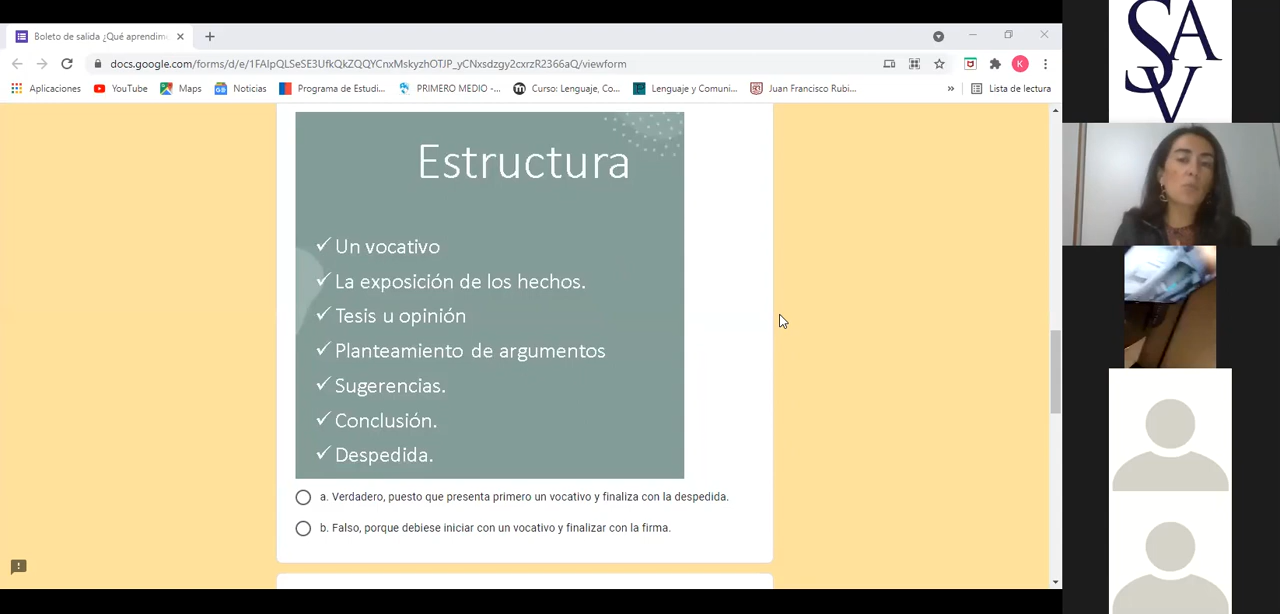 Boleto de salida ¿Qué aprendim
docs.google.com/forms/d/e/1FAIpQLSeSE3UfkQkZQQYCnxMskyzhOTJP_yCNxsdzgy2cxrzR2366aQ/viewform
K
Aplicaciones
YouTube
Maps
Noticias
Programa de Estudi...
PRIMERO MEDIO -...
Curso: Lenguaje, Co...
Lenguaje y Comuni...
Juan Francisco Rubi...
»
Lista de lectura
Estructura
✓ Un vocativo
✓ La exposición de los hechos.
✓ Tesis u opinión
✓ Planteamiento de argumentos
✓ Sugerencias.
✓ Conclusión.
✓ Despedida.
a. Verdadero, puesto que presenta primero un vocativo y finaliza con la despedida.
b. Falso, porque debiese iniciar con un vocativo y finalizar con la firma.
SAV